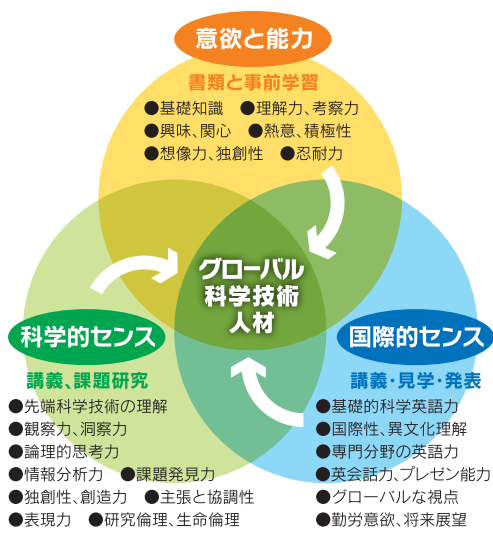 意欲と能力
書類と事前学習
●基礎知識 ●理解力、考察力
●興味、関心 ●熱意、積極性
●想像力、独創性 ●忍耐力
グローバル
科学技術
人材
科学的センス
講義、課題研究
●先端科学技術の理解
●観察力、洞察力
●論理的思考力
●情報分析力 ●課題発見力
●独創性、創造力 ●主張と協調性
●表現力 ●研究倫理、生命倫理
国際的センス
講義・見学・発表
●基礎的科学英語力
●国際性、異文化理解
●専門分野の英語力
●英会話力、プレゼン能力
●グローバルな視点
●勤労意欲、将来展望